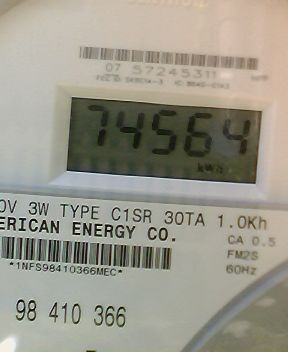 07 57245311
74564
kWh
0V 3W TYPE C1SR 30TA 1.0Kh
ERICAN ENERGY CO.
CA 0.5
FM2S
60Hz
*1NFS98410366MEC*
98 410 366